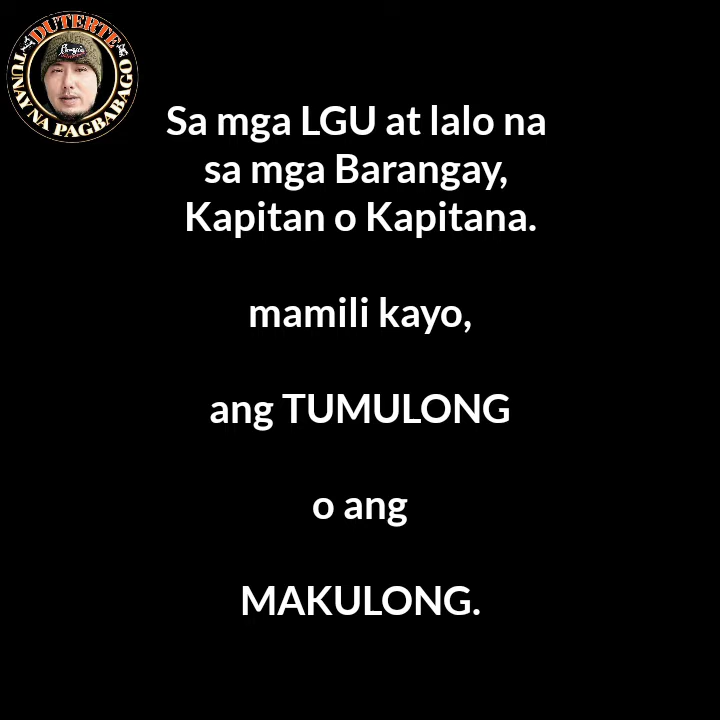 DUTERTE
TUNAY NA PAGBABAGO
Sa mga LGU at lalo na
sa mga Barangay,
Kapitan o Kapitana.
mamili kayo,
ang TUMULONG
o ang
MAKULONG.